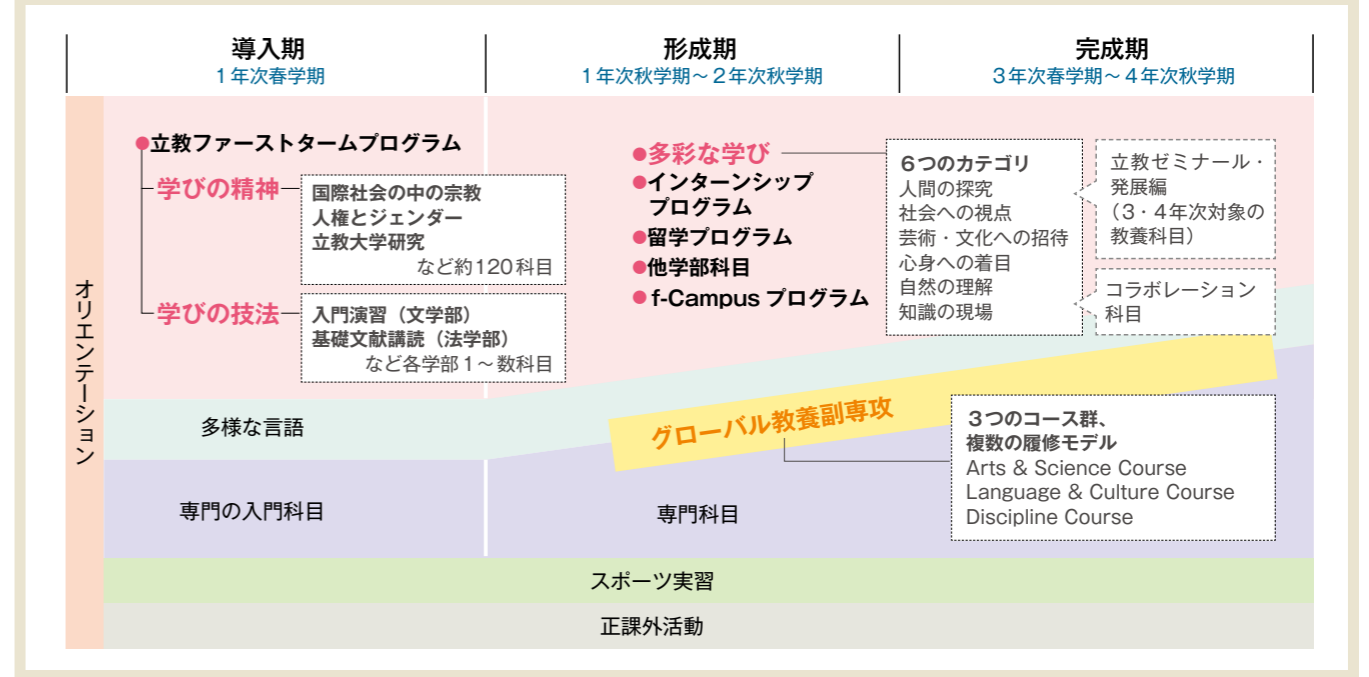 導入期
1年次春学期
形成期
1年次秋学期～2年次秋学期
完成期
3年次春学期～4年次秋学期
オリエンテーション
●立教ファーストタームプログラム
学びの精神
国際社会の中の宗教
人権とジェンダー
立教大学研究
など約120科目
学びの技法
入門演習（文学部）
基礎文献講読（法学部）
など各学部1～数科目
●多彩な学び
●インターンシップ
プログラム
●留学プログラム
●他学部科目
●f-Campus プログラム
6つのカテゴリ
人間の探究
社会への視点
芸術・文化への招待
心身への着目
自然の理解
知識の現場
立教ゼミナール・
発展編
（3・4年次対象の
教養科目）
コラボレーション
科目
多様な言語
グローバル教養副専攻
3つのコース群、
複数の履修モデル
Arts & Science Course
Language & Culture Course
Discipline Course
専門の入門科目
専門科目
スポーツ実習
正課外活動